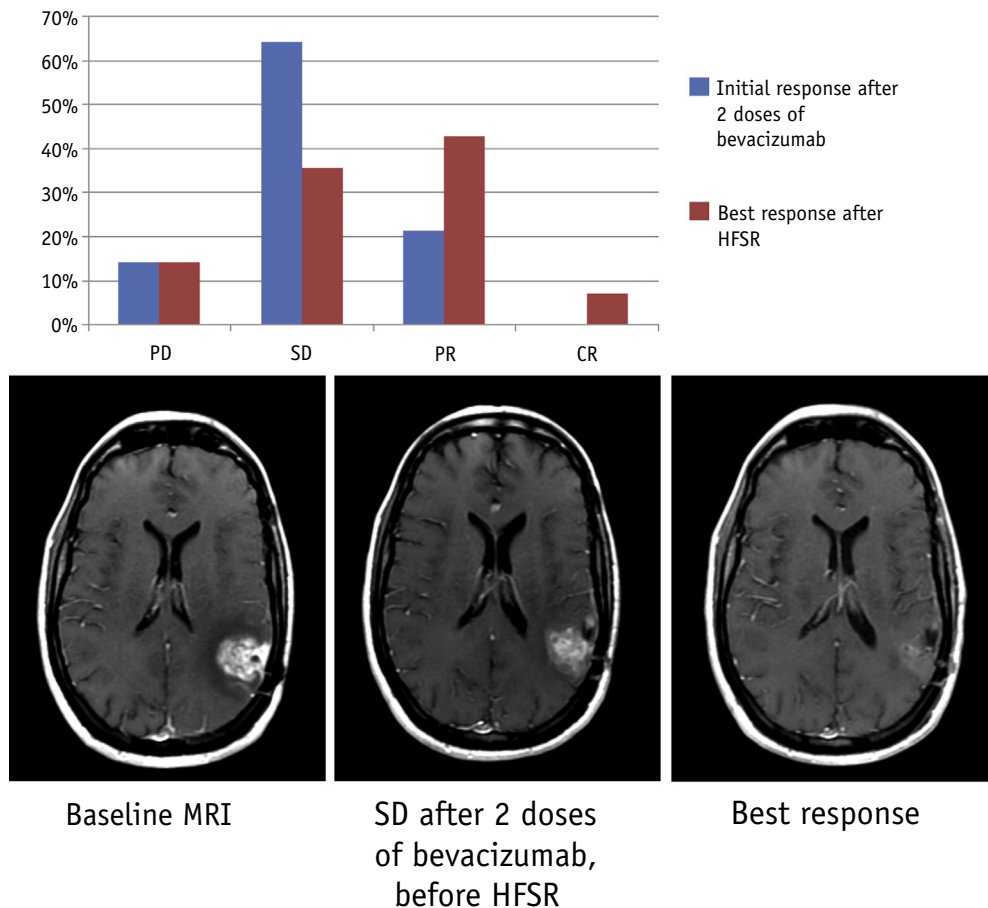 70%
60%
50%
40%
30%
20%
10%
0%
PD SD PR CR
Initial response after
2 doses of
bevacizumab
Best response after
HFSR
Baseline MRI
SD after 2 doses
of bevacizumab,
before HFSR
Best response